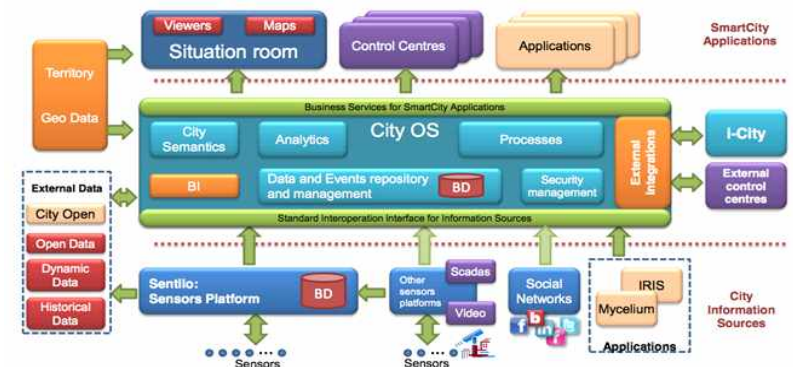 Viewers
Maps
Situation room
Control Centres
Applications
SmartCity
Applications
Territory
Geo Data
Business Services for SmartCity Applications
City
Semantics
Analytics
City OS
Processes
BI
Data and Events repository
and management
BD
Security
management
External
Integrations
I-City
External
control
centres
Standard Interoperation Interface for Information Sources
External Data
City Open
Open Data
Dynamic
Data
Historical
Data
Sentilo:
Sensors Platform
BD
Other
sensors
platforms
Scadas
Video
Social
Networks
IRIS
Mycelium
Applications
City
Information
Sources
Sensors
Sensors